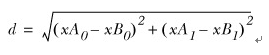 d = √((xA₀ − xB₀)² + (xA₁ − xB₁)²)